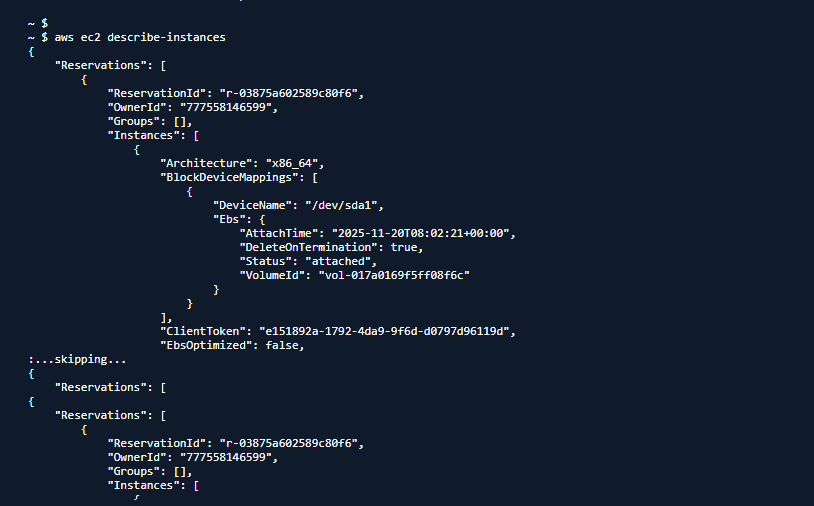 ~ $
~ $ aws ec2 describe-instances
{
    "Reservations": [
        {
            "ReservationId": "r-03875a602589c80f6",
            "OwnerId": "777558146599",
            "Groups": [],
            "Instances": [
                {
                    "Architecture": "x86_64",
                    "BlockDeviceMappings": [
                        {
                            "DeviceName": "/dev/sda1",
                            "Ebs": {
                                "AttachTime": "2025-11-20T08:02:21+00:00",
                                "DeleteOnTermination": true,
                                "Status": "attached",
                                "VolumeId": "vol-017a0169f5ff08f6c"
                            }
                        }
                    ],
                    "ClientToken": "e151892a-1792-4da9-9f6d-d0797d96119d",
                    "EbsOptimized": false,
:...skipping...
{
    "Reservations": [
{
    "Reservations": [
        {
            "ReservationId": "r-03875a602589c80f6",
            "OwnerId": "777558146599",
            "Groups": [],
            "Instances": [
                {